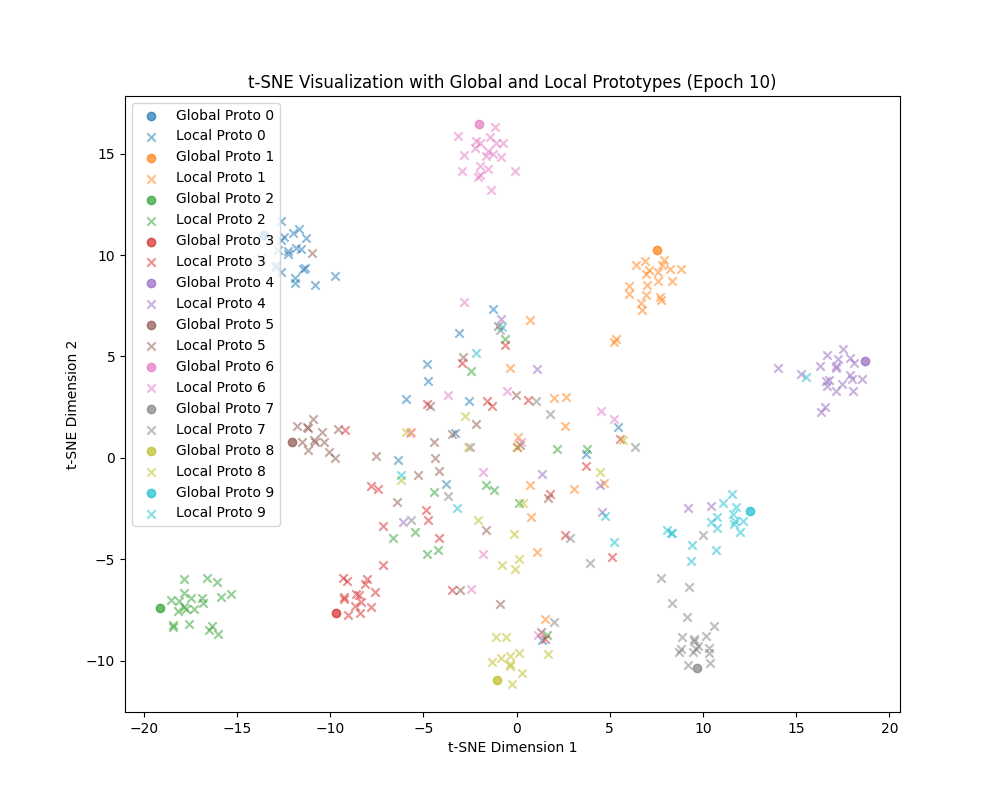 t-SNE Visualization with Global and Local Prototypes (Epoch 10)
Global Proto 0
Local Proto 0
Global Proto 1
Local Proto 1
Global Proto 2
Local Proto 2
Global Proto 3
Local Proto 3
Global Proto 4
Local Proto 4
Global Proto 5
Local Proto 5
Global Proto 6
Local Proto 6
Global Proto 7
Local Proto 7
Global Proto 8
Local Proto 8
Global Proto 9
Local Proto 9
t-SNE Dimension 2
15
10
5
0
−5
−10
−20 −15 −10 −5 0 5 10 15 20
t-SNE Dimension 1